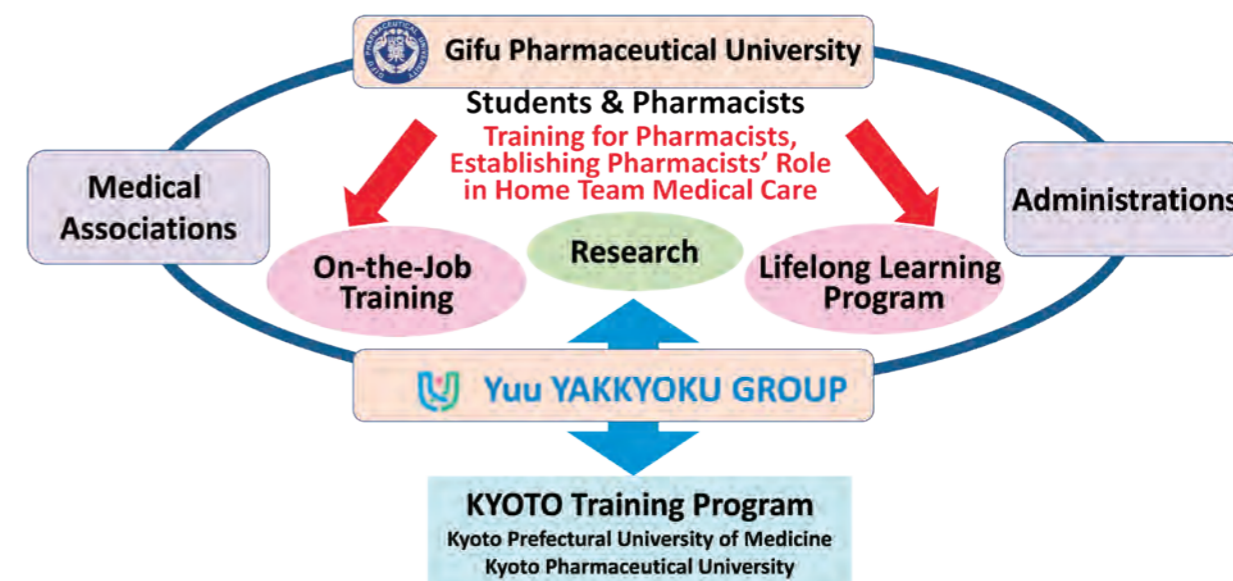 Gifu Pharmaceutical University
Students & Pharmacists
Training for Pharmacists,
Establishing Pharmacists' Role
in Home Team Medical Care
Medical
Associations
Administrations
On-the-Job
Training
Research
Lifelong Learning
Program
Yuu YAKKYOKU GROUP
KYOTO Training Program
Kyoto Prefectural University of Medicine
Kyoto Pharmaceutical University